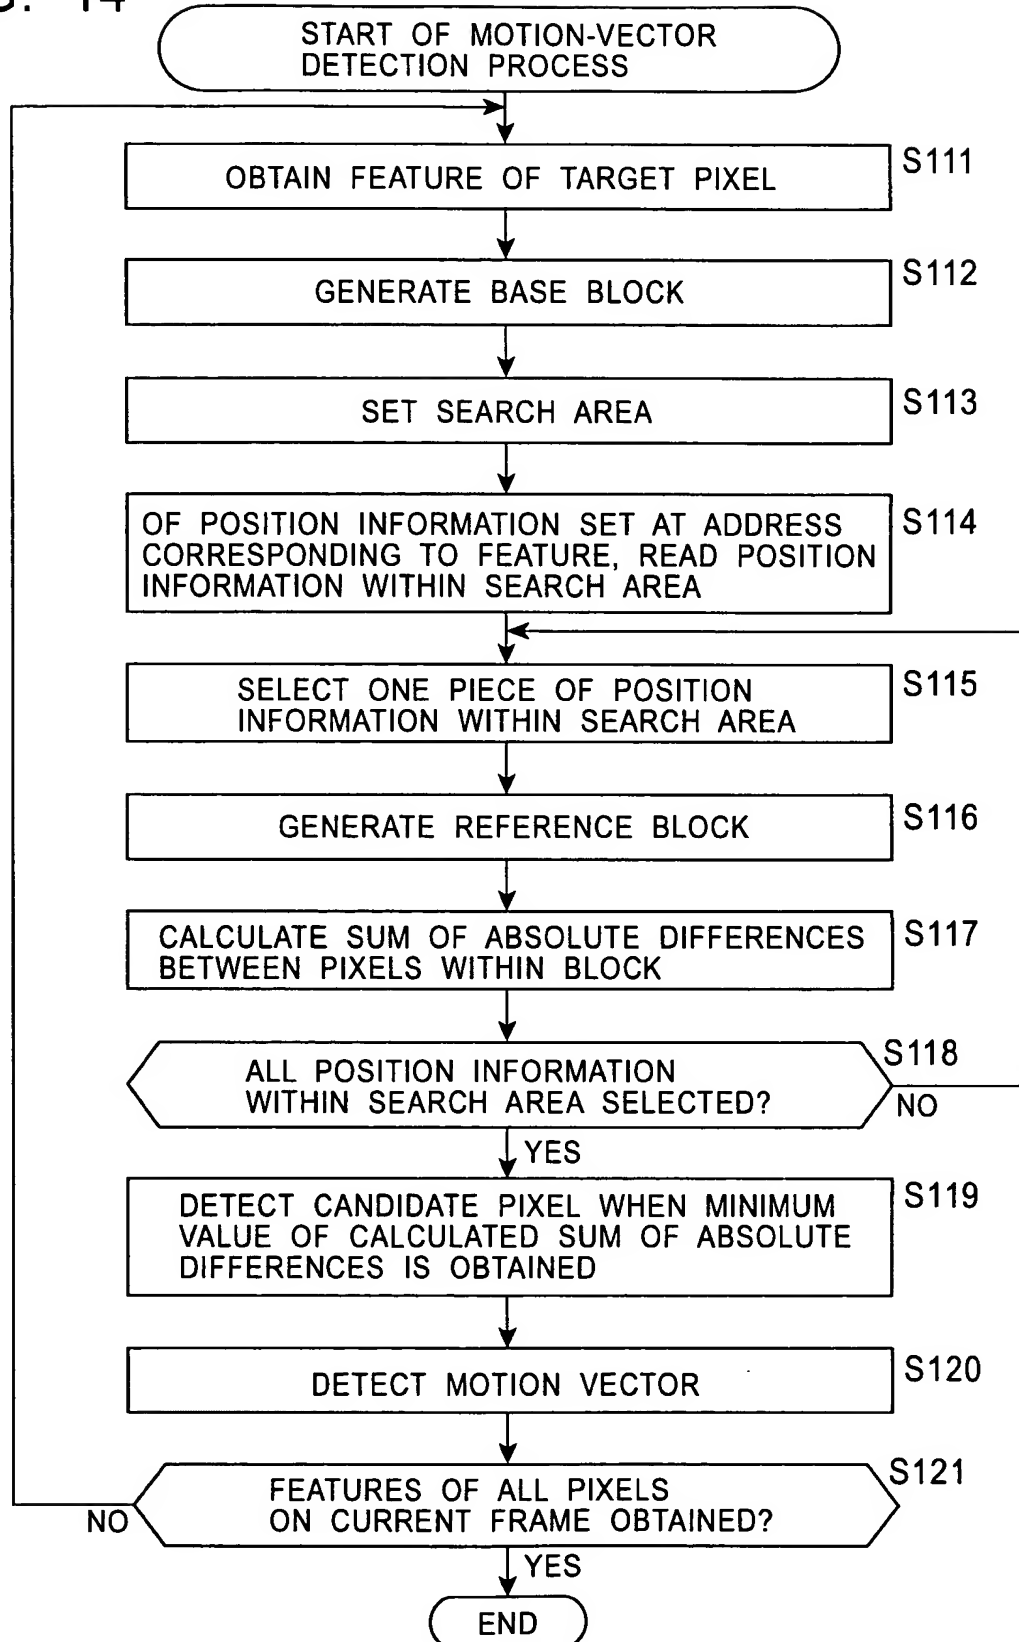 14
START OF MOTION-VECTOR
DETECTION PROCESS
OBTAIN FEATURE OF TARGET PIXEL
S111
GENERATE BASE BLOCK
S112
SET SEARCH AREA
S113
OF POSITION INFORMATION SET AT ADDRESS
CORRESPONDING TO FEATURE, READ POSITION
INFORMATION WITHIN SEARCH AREA
S114
SELECT ONE PIECE OF POSITION
INFORMATION WITHIN SEARCH AREA
S115
GENERATE REFERENCE BLOCK
S116
CALCULATE SUM OF ABSOLUTE DIFFERENCES
BETWEEN PIXELS WITHIN BLOCK
S117
ALL POSITION INFORMATION
WITHIN SEARCH AREA SELECTED?
S118
NO
YES
DETECT CANDIDATE PIXEL WHEN MINIMUM
VALUE OF CALCULATED SUM OF ABSOLUTE
DIFFERENCES IS OBTAINED
S119
DETECT MOTION VECTOR
S120
FEATURES OF ALL PIXELS
ON CURRENT FRAME OBTAINED?
S121
NO
YES
END